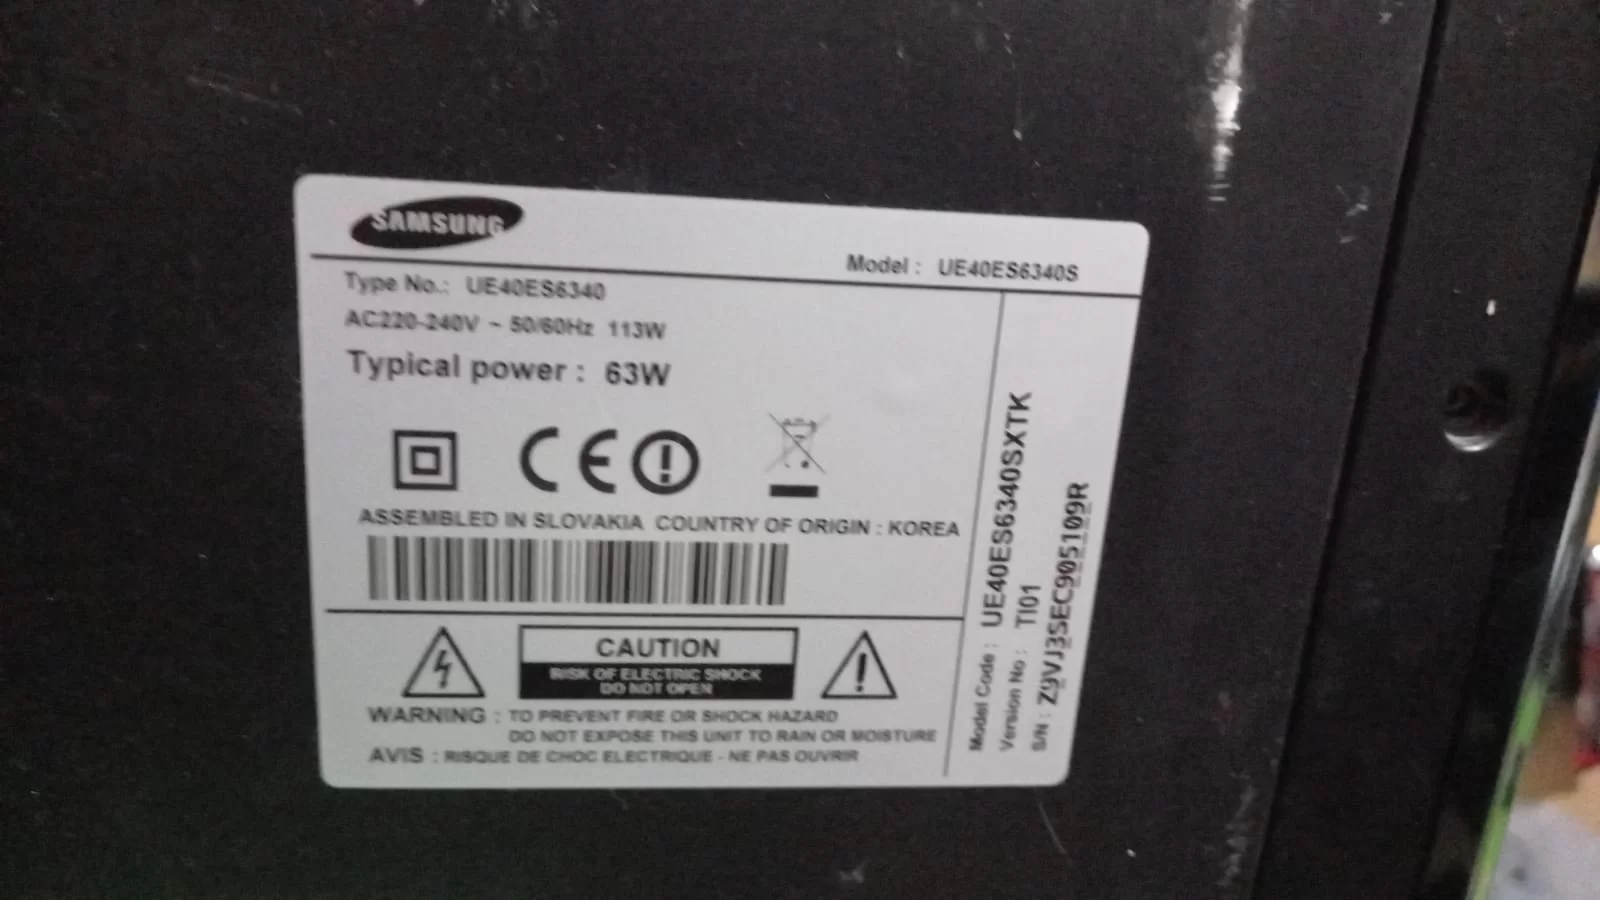 SAMSUNG
Model : UE40ES6340S
Type No.: UE40ES6340
AC220-240V ~ 50/60Hz 113W
Typical power : 63W
CE
ASSEMBLED IN SLOVAKIA COUNTRY OF ORIGIN : KOREA
CAUTION
RISK OF ELECTRIC SHOCK
DO NOT OPEN
WARNING : TO PREVENT FIRE OR SHOCK HAZARD
DO NOT EXPOSE THIS UNIT TO RAIN OR MOISTURE
AVIS : RISQUE DE CHOC ELECTRIQUE - NE PAS OUVRIR
Model Code : UE40ES6340SXTK
Version No : TI01
S/N : Z9VJ3SEC905109R